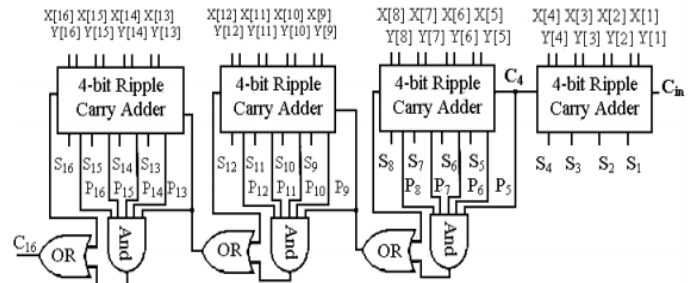 X[16] X[15] X[14] X[13] X[12] X[11] X[10] X[9] X[8] X[7] X[6] X[5] X[4] X[3] X[2] X[1]
Y[16] Y[15] Y[14] Y[13] Y[12] Y[11] Y[10] Y[9] Y[8] Y[7] Y[6] Y[5] Y[4] Y[3] Y[2] Y[1]
4-bit Ripple Carry Adder
4-bit Ripple Carry Adder
4-bit Ripple Carry Adder
C4
4-bit Ripple Carry Adder
Cin
S16 S15 S14 S13 S12 S11 S10 S9 S8 S7 S6 S5 S4 S3 S2 S1
P16 P15 P14 P13 P12 P11 P10 P9 P8 P7 P6 P5
C16 OR And OR And OR And